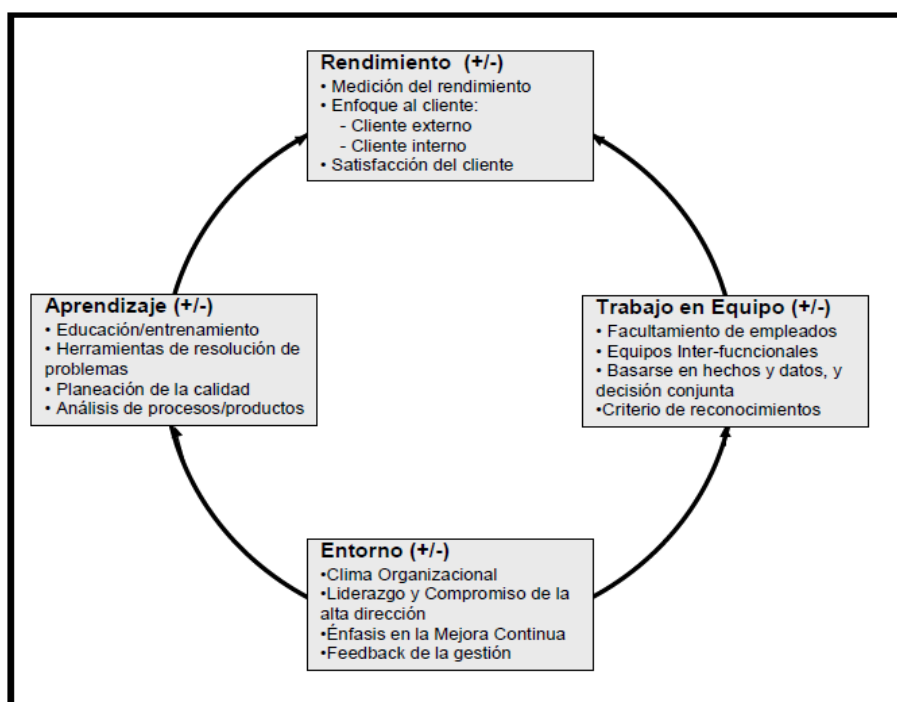 Rendimiento (+/-)
• Medición del rendimiento
• Enfoque al cliente:
- Cliente externo
- Cliente interno
• Satisfacción del cliente
Aprendizaje (+/-)
• Educación/entrenamiento
• Herramientas de resolución de
problemas
• Planeación de la calidad
• Análisis de procesos/productos
Trabajo en Equipo (+/-)
• Facultamiento de empleados
• Equipos Inter-fucncionales
• Basarse en hechos y datos, y
decisión conjunta
•Criterio de reconocimientos
Entorno (+/-)
•Clima Organizacional
•Liderazgo y Compromiso de la
alta dirección
•Énfasis en la Mejora Continua
•Feedback de la gestión